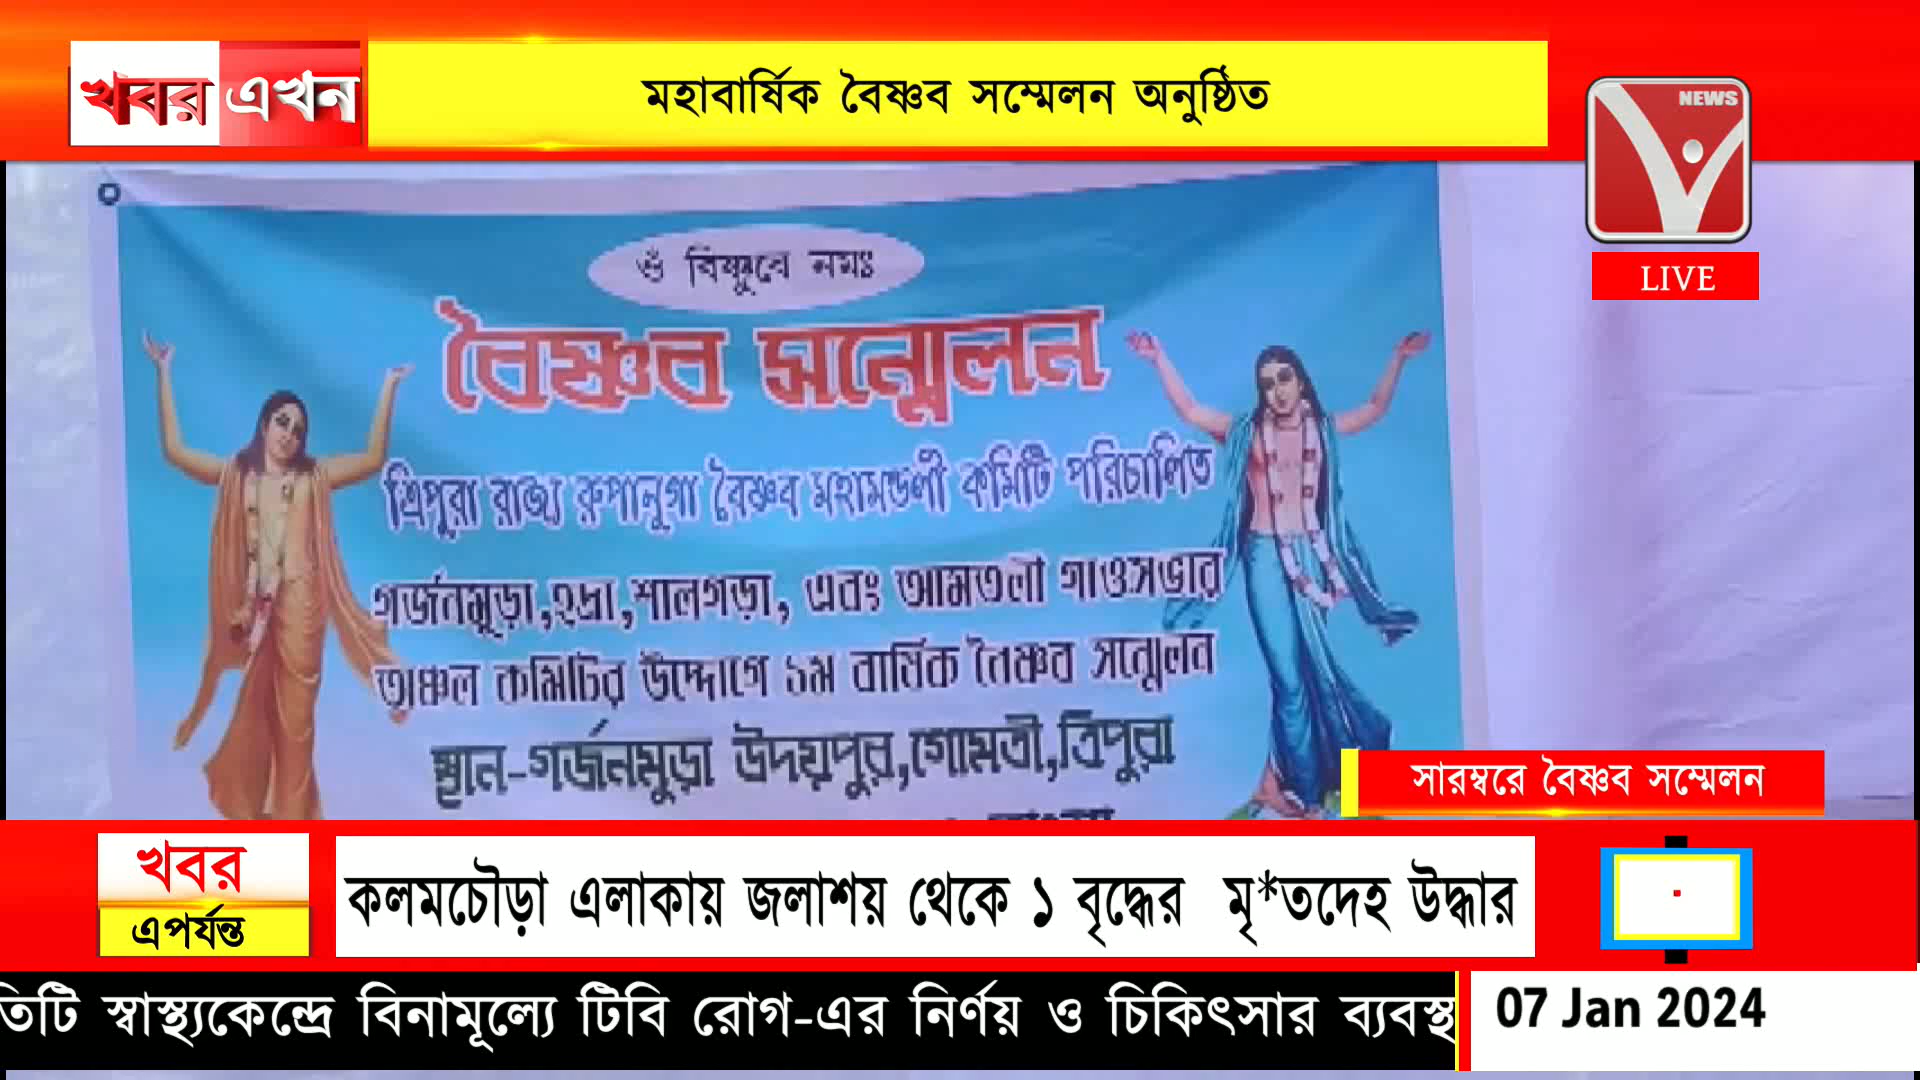 খবর এখন
মহাবার্ষিক বৈষ্ণব সম্মেলন অনুষ্ঠিত
NEWS
LIVE
ওঁ বিষ্ণুবে নমঃ
বৈষ্ণব সন্মেলন
ত্রিপুরা রাজ্য রুপানুগা বৈষ্ণব মহামণ্ডলী কমিটি পরিচালিত
গর্জনমুড়া,হদ্রা,শালগড়া, এবং আমতলী গাওসভার
অঞ্চল কমিটির উদ্দোগে ১ম বার্ষিক বৈষ্ণব সন্মেলন
স্থান-গর্জনমুড়া উদয়পুর,গোমতী,ত্রিপুরা
সারম্বরে বৈষ্ণব সম্মেলন
খবর
এপর্যন্ত
কলমচৌড়া এলাকায় জলাশয় থেকে ১ বৃদ্ধের মৃ*তদেহ উদ্ধার
তিটি স্বাস্থ্যকেন্দ্রে বিনামূল্যে টিবি রোগ-এর নির্ণয় ও চিকিৎসার ব্যবস্থ
07 Jan 2024